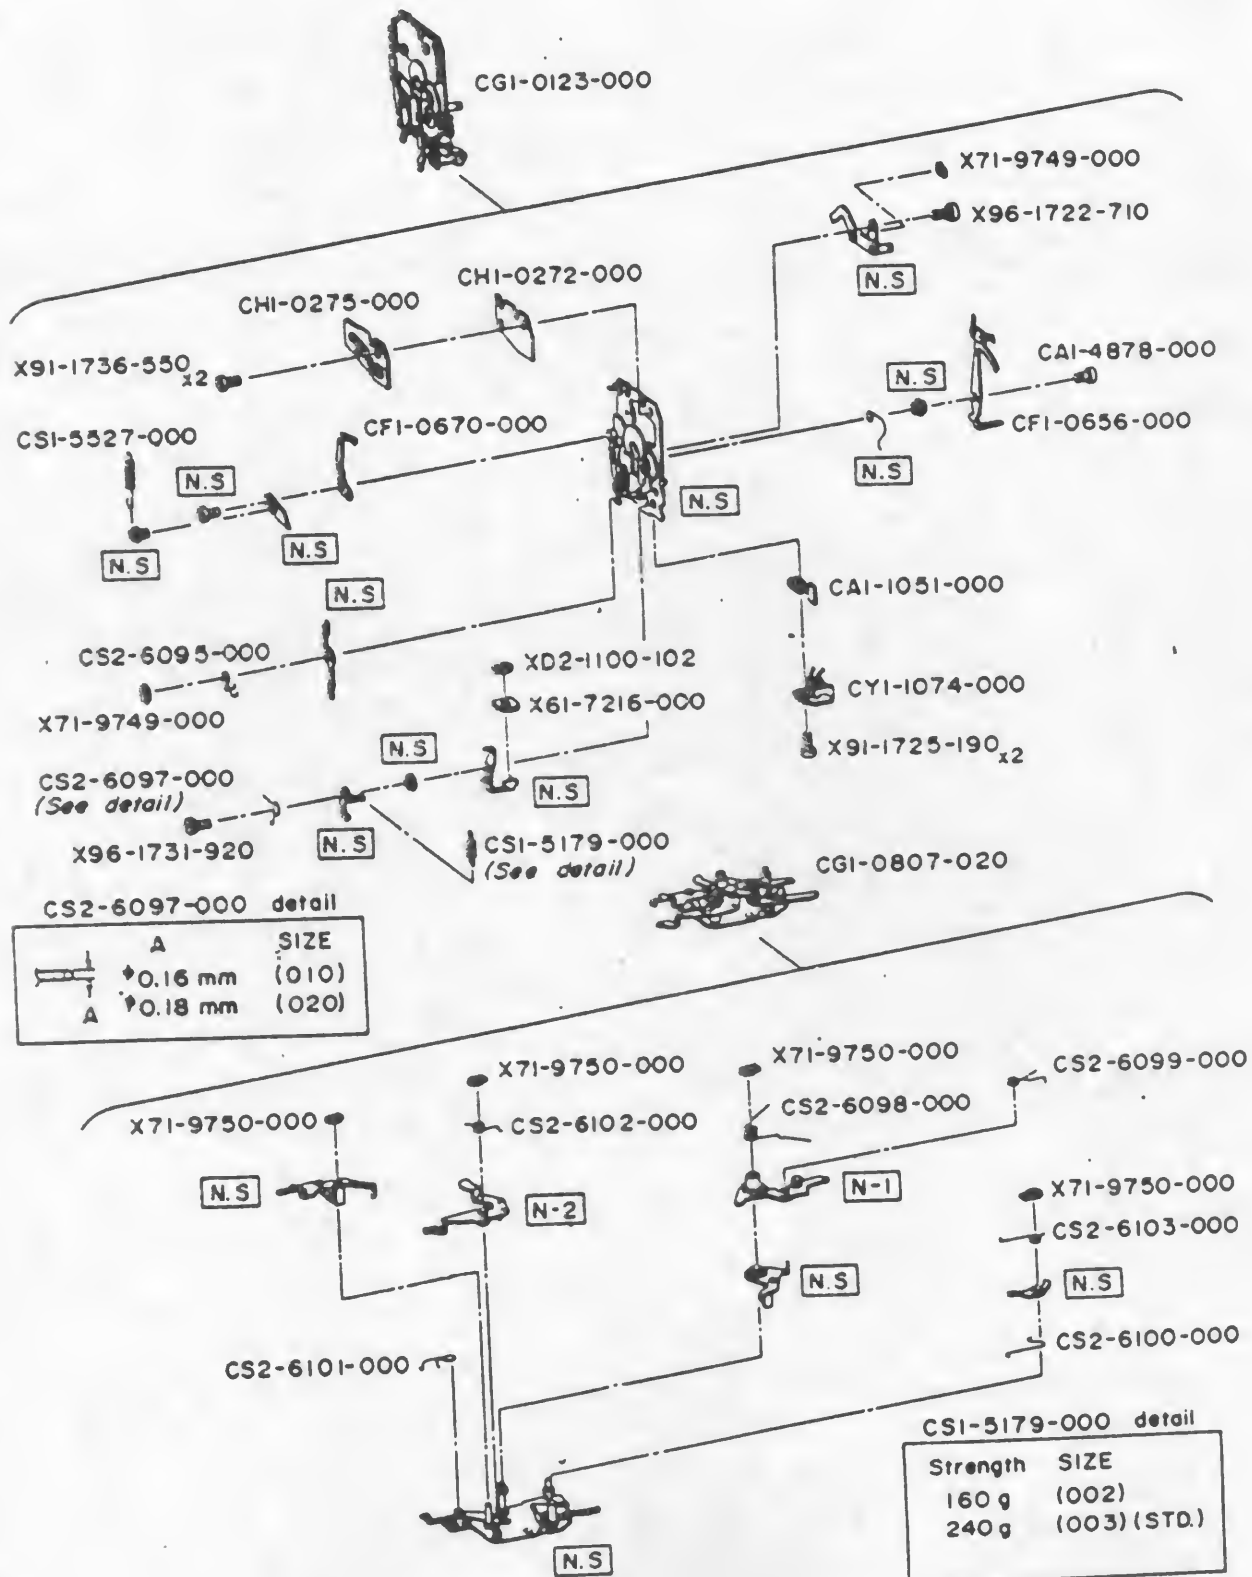 CG1-0123-000
X71-9749-000
X96-1722-710
N.S
CH1-0272-000
CH1-0275-000
X91-1736-550 x2
CA1-4878-000
N.S
CF1-0656-000
N.S
CS1-5527-000
CF1-0670-000
N.S
N.S
N.S
N.S
N.S
CA1-1051-000
CS2-6095-000
X71-9749-000
XD2-1100-102
X61-7216-000
CY1-1074-000
X91-1725-190 x2
N.S
N.S
CS2-6097-000
(See detail)
X96-1731-920
N.S
CS1-5179-000
(See detail)
CG1-0807-020
CS2-6097-000 detail
A SIZE
φ0.16 mm (010)
φ0.18 mm (020)
A
X71-9750-000
X71-9750-000
CS2-6099-000
X71-9750-000
CS2-6102-000
CS2-6098-000
N.S
N-2
N-1
X71-9750-000
CS2-6103-000
N.S
N.S
CS2-6100-000
CS2-6101-000
N.S
CS1-5179-000 detail
Strength SIZE
160 g (002)
240 g (003) (STD.)